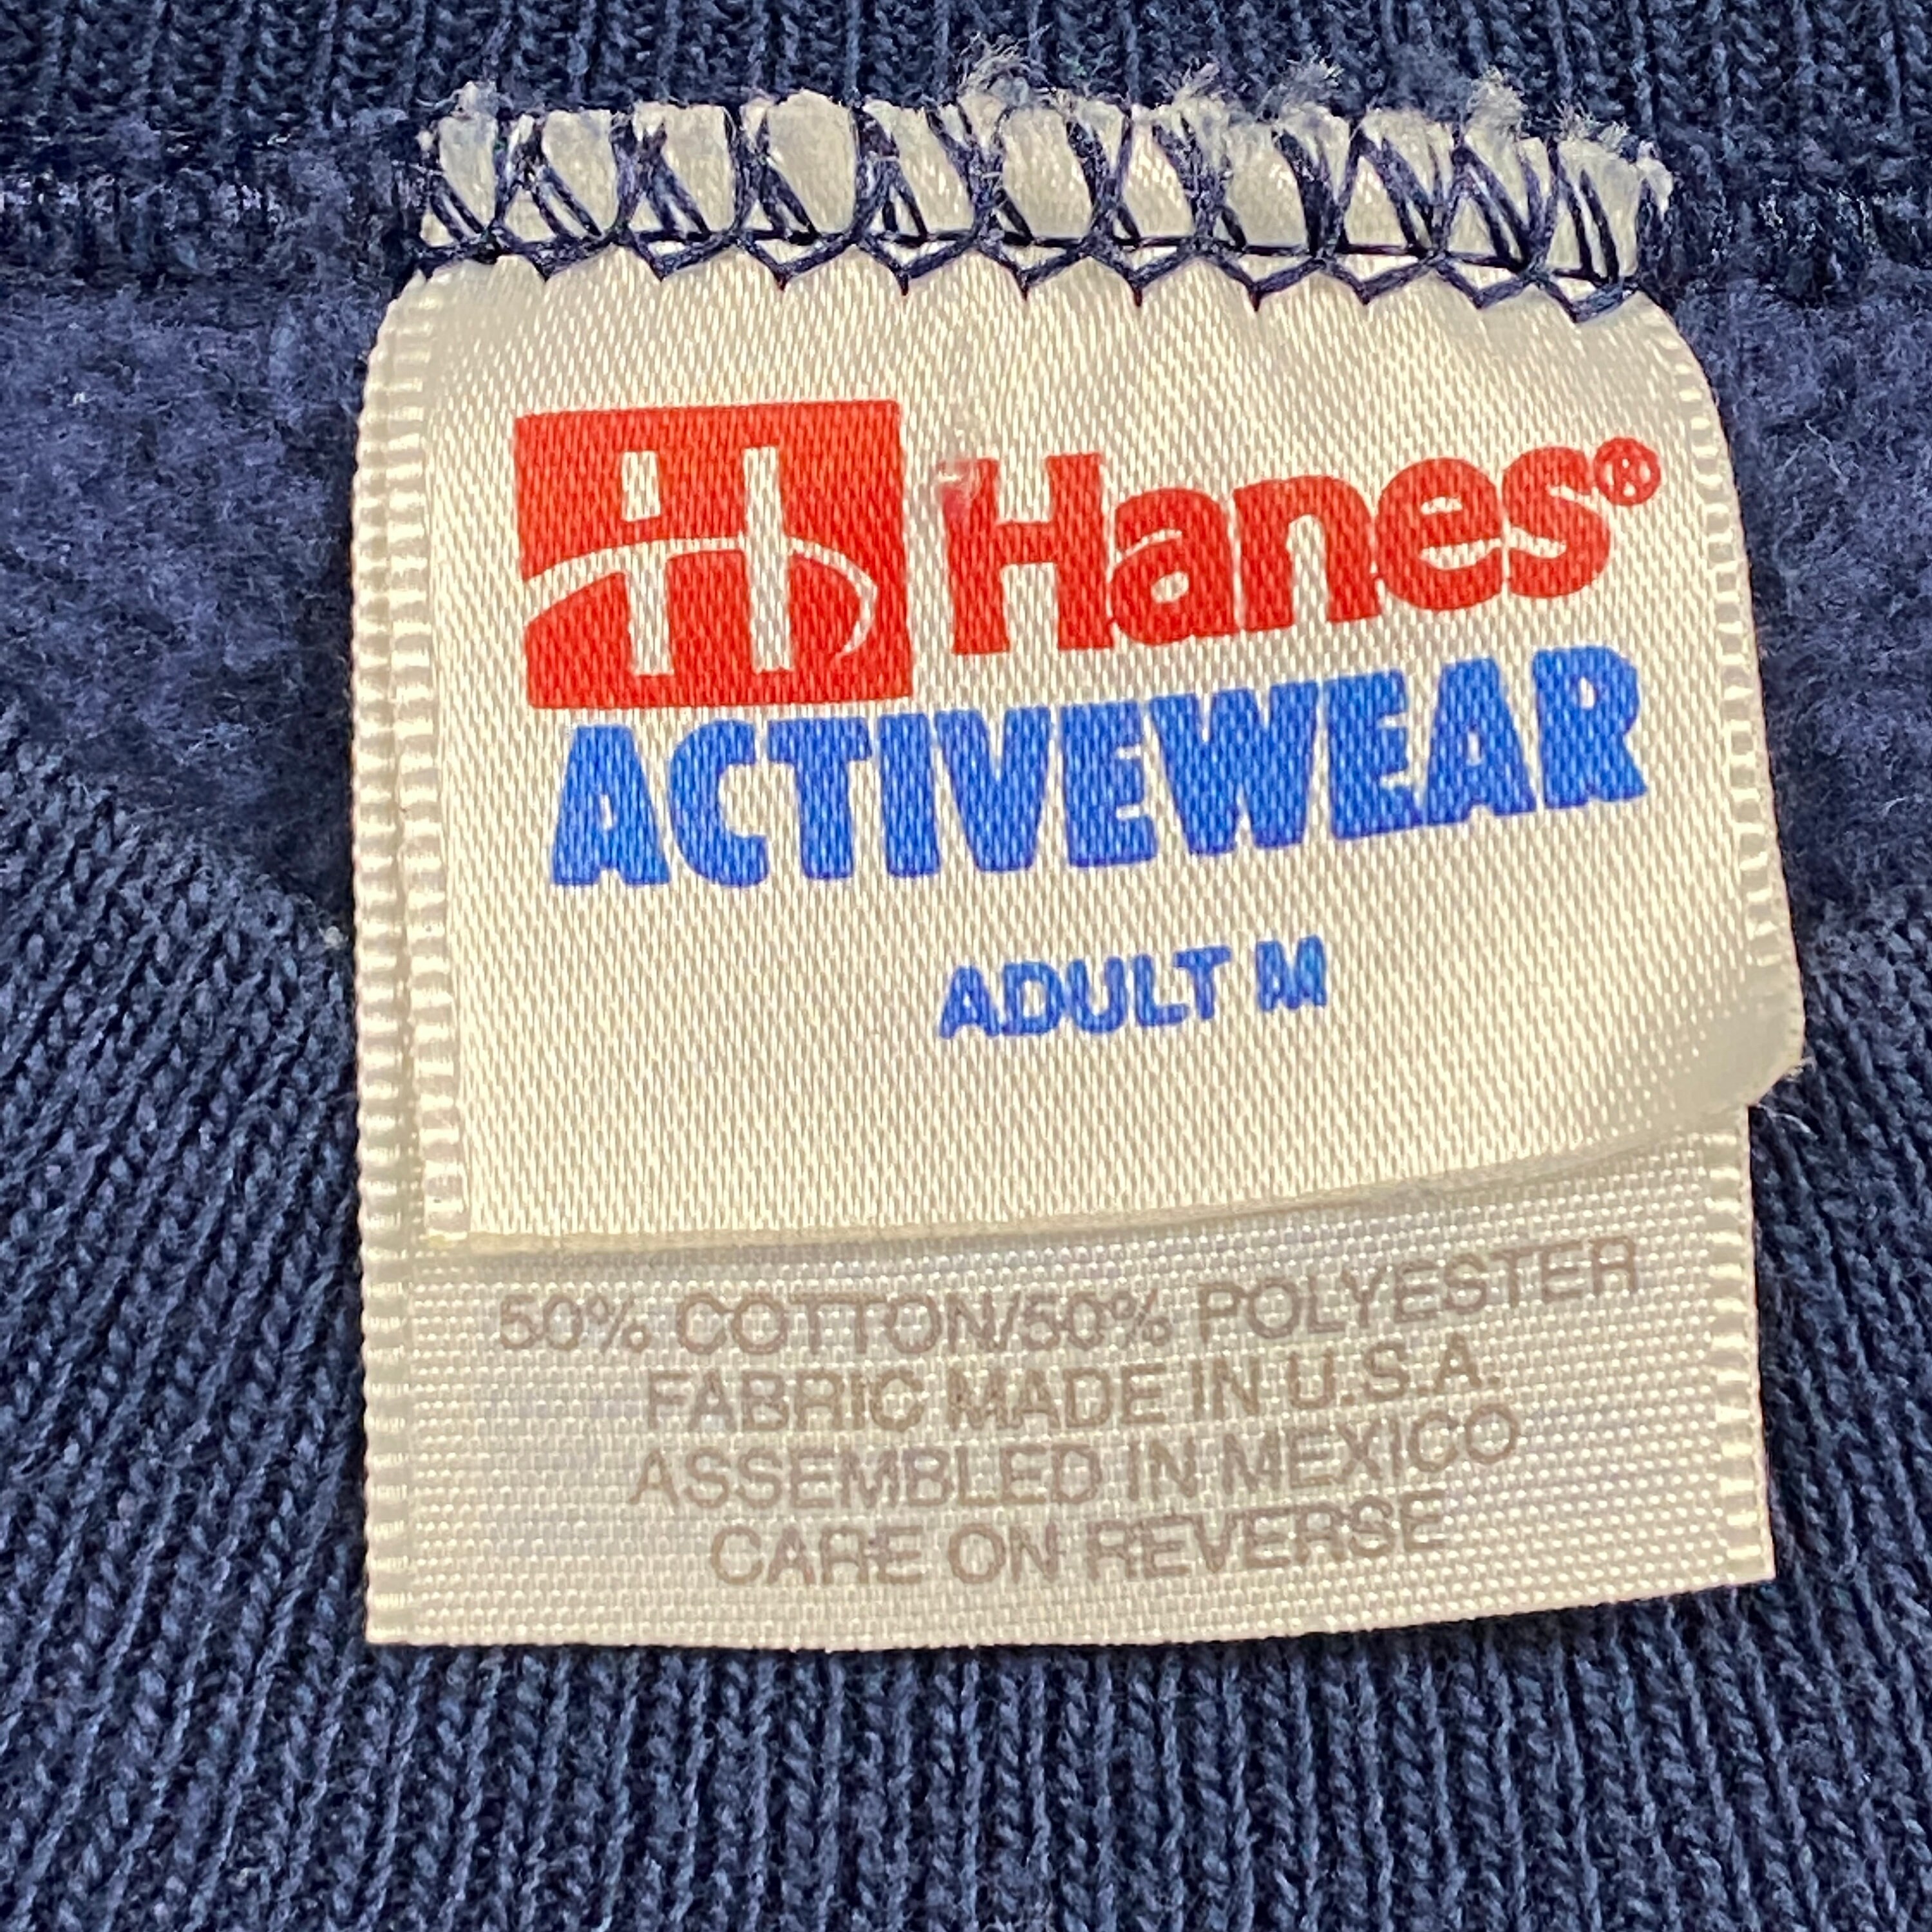 Hanes®
ACTIVEWEAR
ADULT M
50% COTTON/50% POLYESTER
FABRIC MADE IN U.S.A.
ASSEMBLED IN MEXICO
CARE ON REVERSE